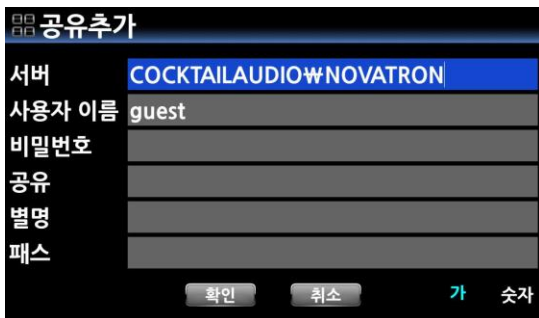 공유추가
서버 COCKTAILAUDIO₩NOVATRON
사용자 이름 guest
비밀번호
공유
별명
패스
확인 취소 가 숫자